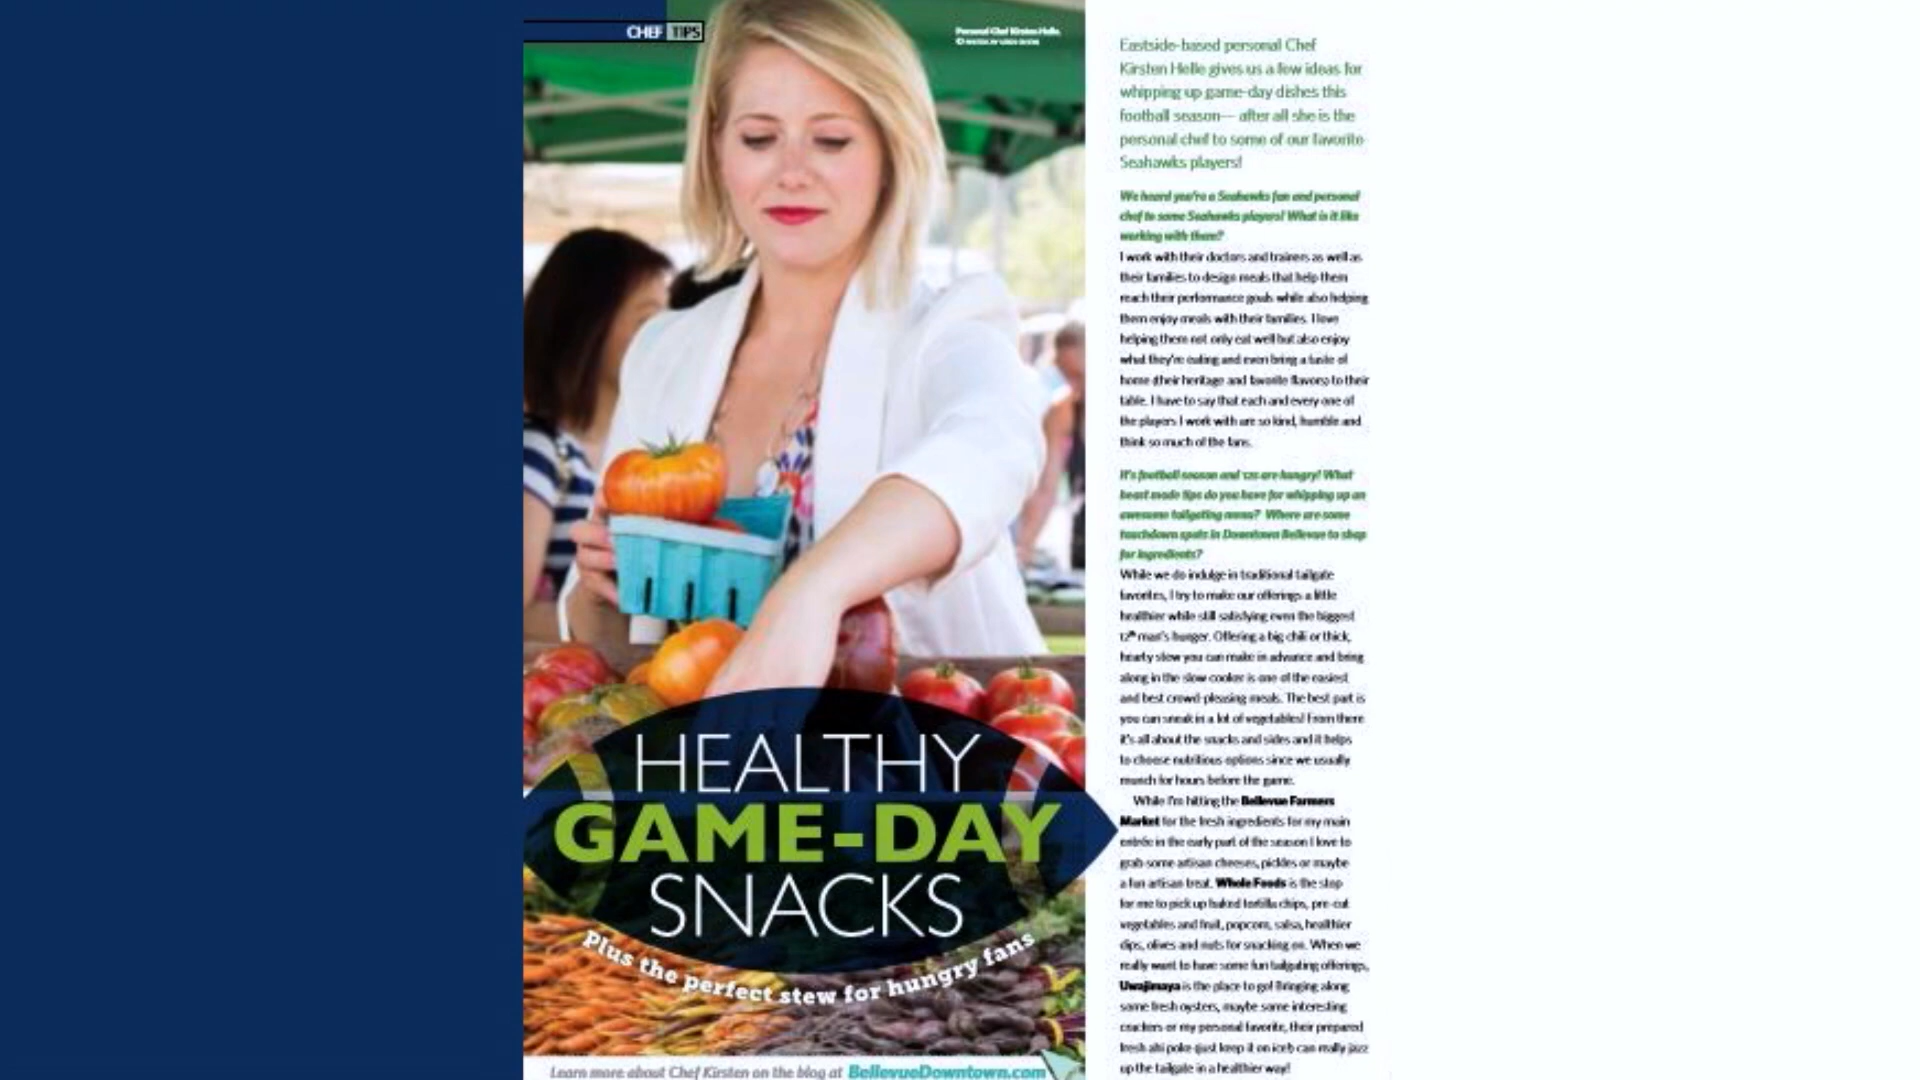 CHEF TIPS
Personal Chef Kirsten Helle.
HEALTHY
GAME-DAY
SNACKS
Plus the perfect stew for hungry fans
Learn more about Chef Kirsten on the blog at BellevueDowntown.com
Eastside-based personal Chef
Kirsten Helle gives us a few ideas for
whipping up game-day dishes this
football season— after all she is the
personal chef to some of our favorite
Seahawks players!
We heard you're a Seahawks fan and personal
chef to some Seahawks players! What is it like
working with them?
I work with their doctors and trainers as well as
their families to design meals that help them
reach their performance goals while also helping
them enjoy meals with their families. I love
helping them not only eat well but also enjoy
what they're eating and even bring a taste of
home (their heritage and favorite flavors) to their
table. I have to say that each and every one of
the players I work with are so kind, humble and
think so much of the fans.
It's football season and 12s are hungry! What
beast mode tips do you have for whipping up an
awesome tailgating menu? Where are some
touchdown spots in Downtown Bellevue to shop
for ingredients?
While we do indulge in traditional tailgate
favorites, I try to make our offerings a little
healthier while still satisfying even the biggest
12th man's hunger. Offering a big chili or thick,
hearty stew you can make in advance and bring
along in the slow cooker is one of the easiest
and best crowd-pleasing meals. The best part is
you can sneak in a lot of vegetables! From there
it's all about the snacks and sides and it helps
to choose nutritious options since we usually
munch for hours before the game.
While I'm hitting the Bellevue Farmers
Market for the fresh ingredients for my main
entrée in the early part of the season I love to
grab some artisan cheeses, pickles or maybe
a fun artisan treat. Whole Foods is the stop
for me to pick up baked tortilla chips, pre-cut
vegetables and fruit, popcorn, salsa, healthier
dips, olives and nuts for snacking on. When we
really want to have some fun tailgating offerings,
Uwajimaya is the place to go! Bringing along
some fresh oysters, maybe some interesting
crackers or my personal favorite, their prepared
fresh ahi poke (just keep it on ice!) can really jazz
up the tailgate in a healthier way!